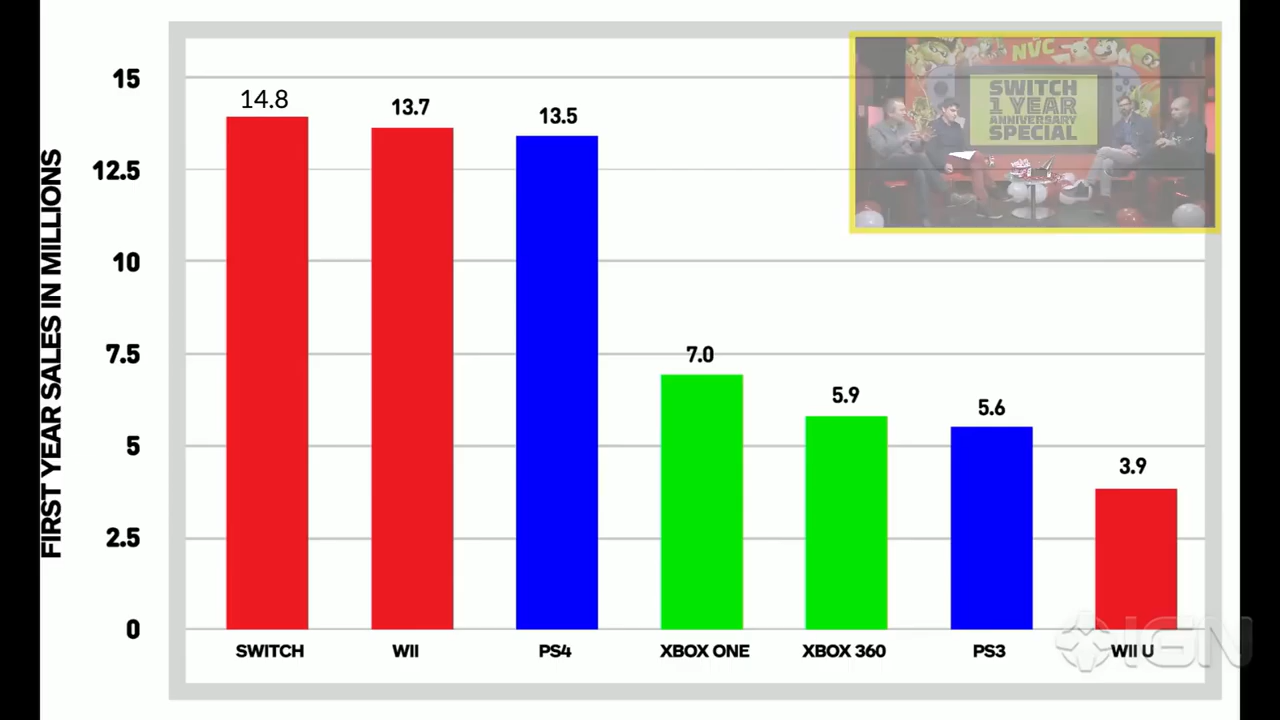 FIRST YEAR SALES IN MILLIONS
15
12.5
10
7.5
5
2.5
0
14.8
13.7
13.5
7.0
5.9
5.6
3.9
SWITCH
WII
PS4
XBOX ONE
XBOX 360
PS3
WII U
NVC
SWITCH
1 YEAR
ANNIVERSARY
SPECIAL
IGN